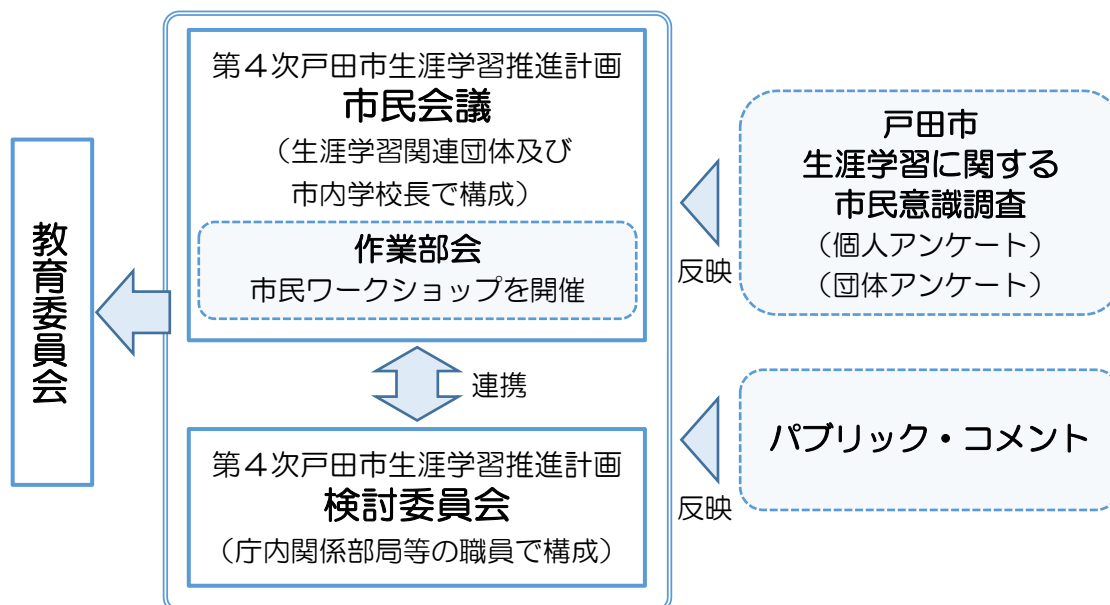 教育委員会
第４次戸田市生涯学習推進計画
市民会議
（生涯学習関連団体及び
市内学校長で構成）
作業部会
市民ワークショップを開催
連携
第４次戸田市生涯学習推進計画
検討委員会
（庁内関係部局等の職員で構成）
反映
戸田市
生涯学習に関する
市民意識調査
（個人アンケート）
（団体アンケート）
反映
パブリック・コメント